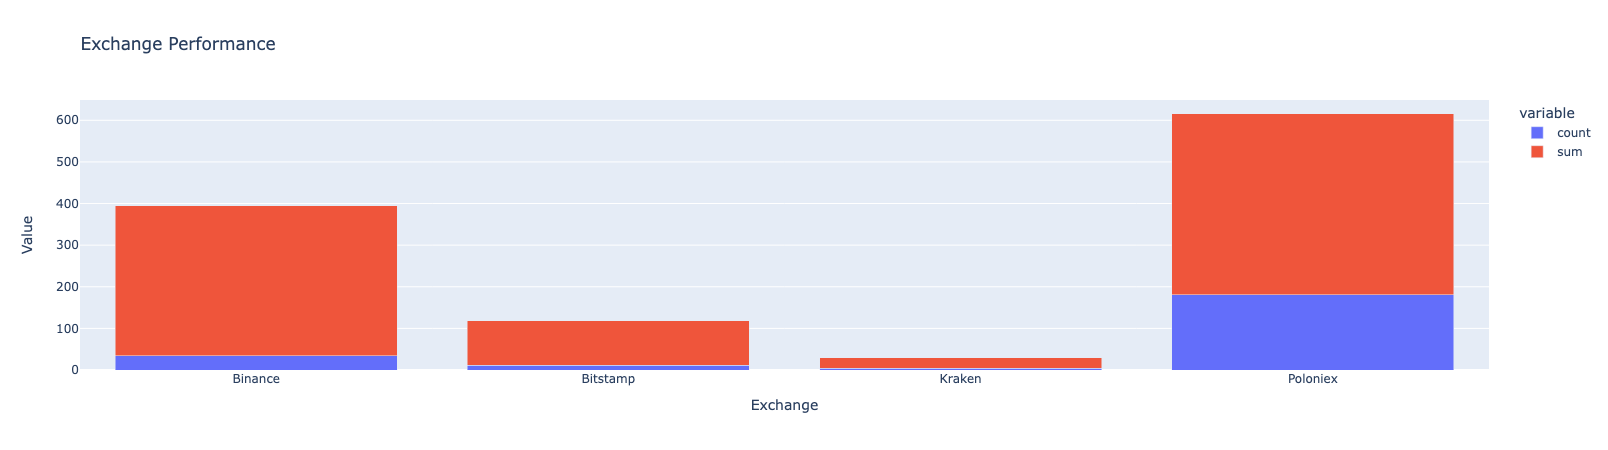 Exchange Performance
600
500
400
300
200
100
0
Value
Binance
Bitstamp
Kraken
Poloniex
Exchange
variable
count
sum